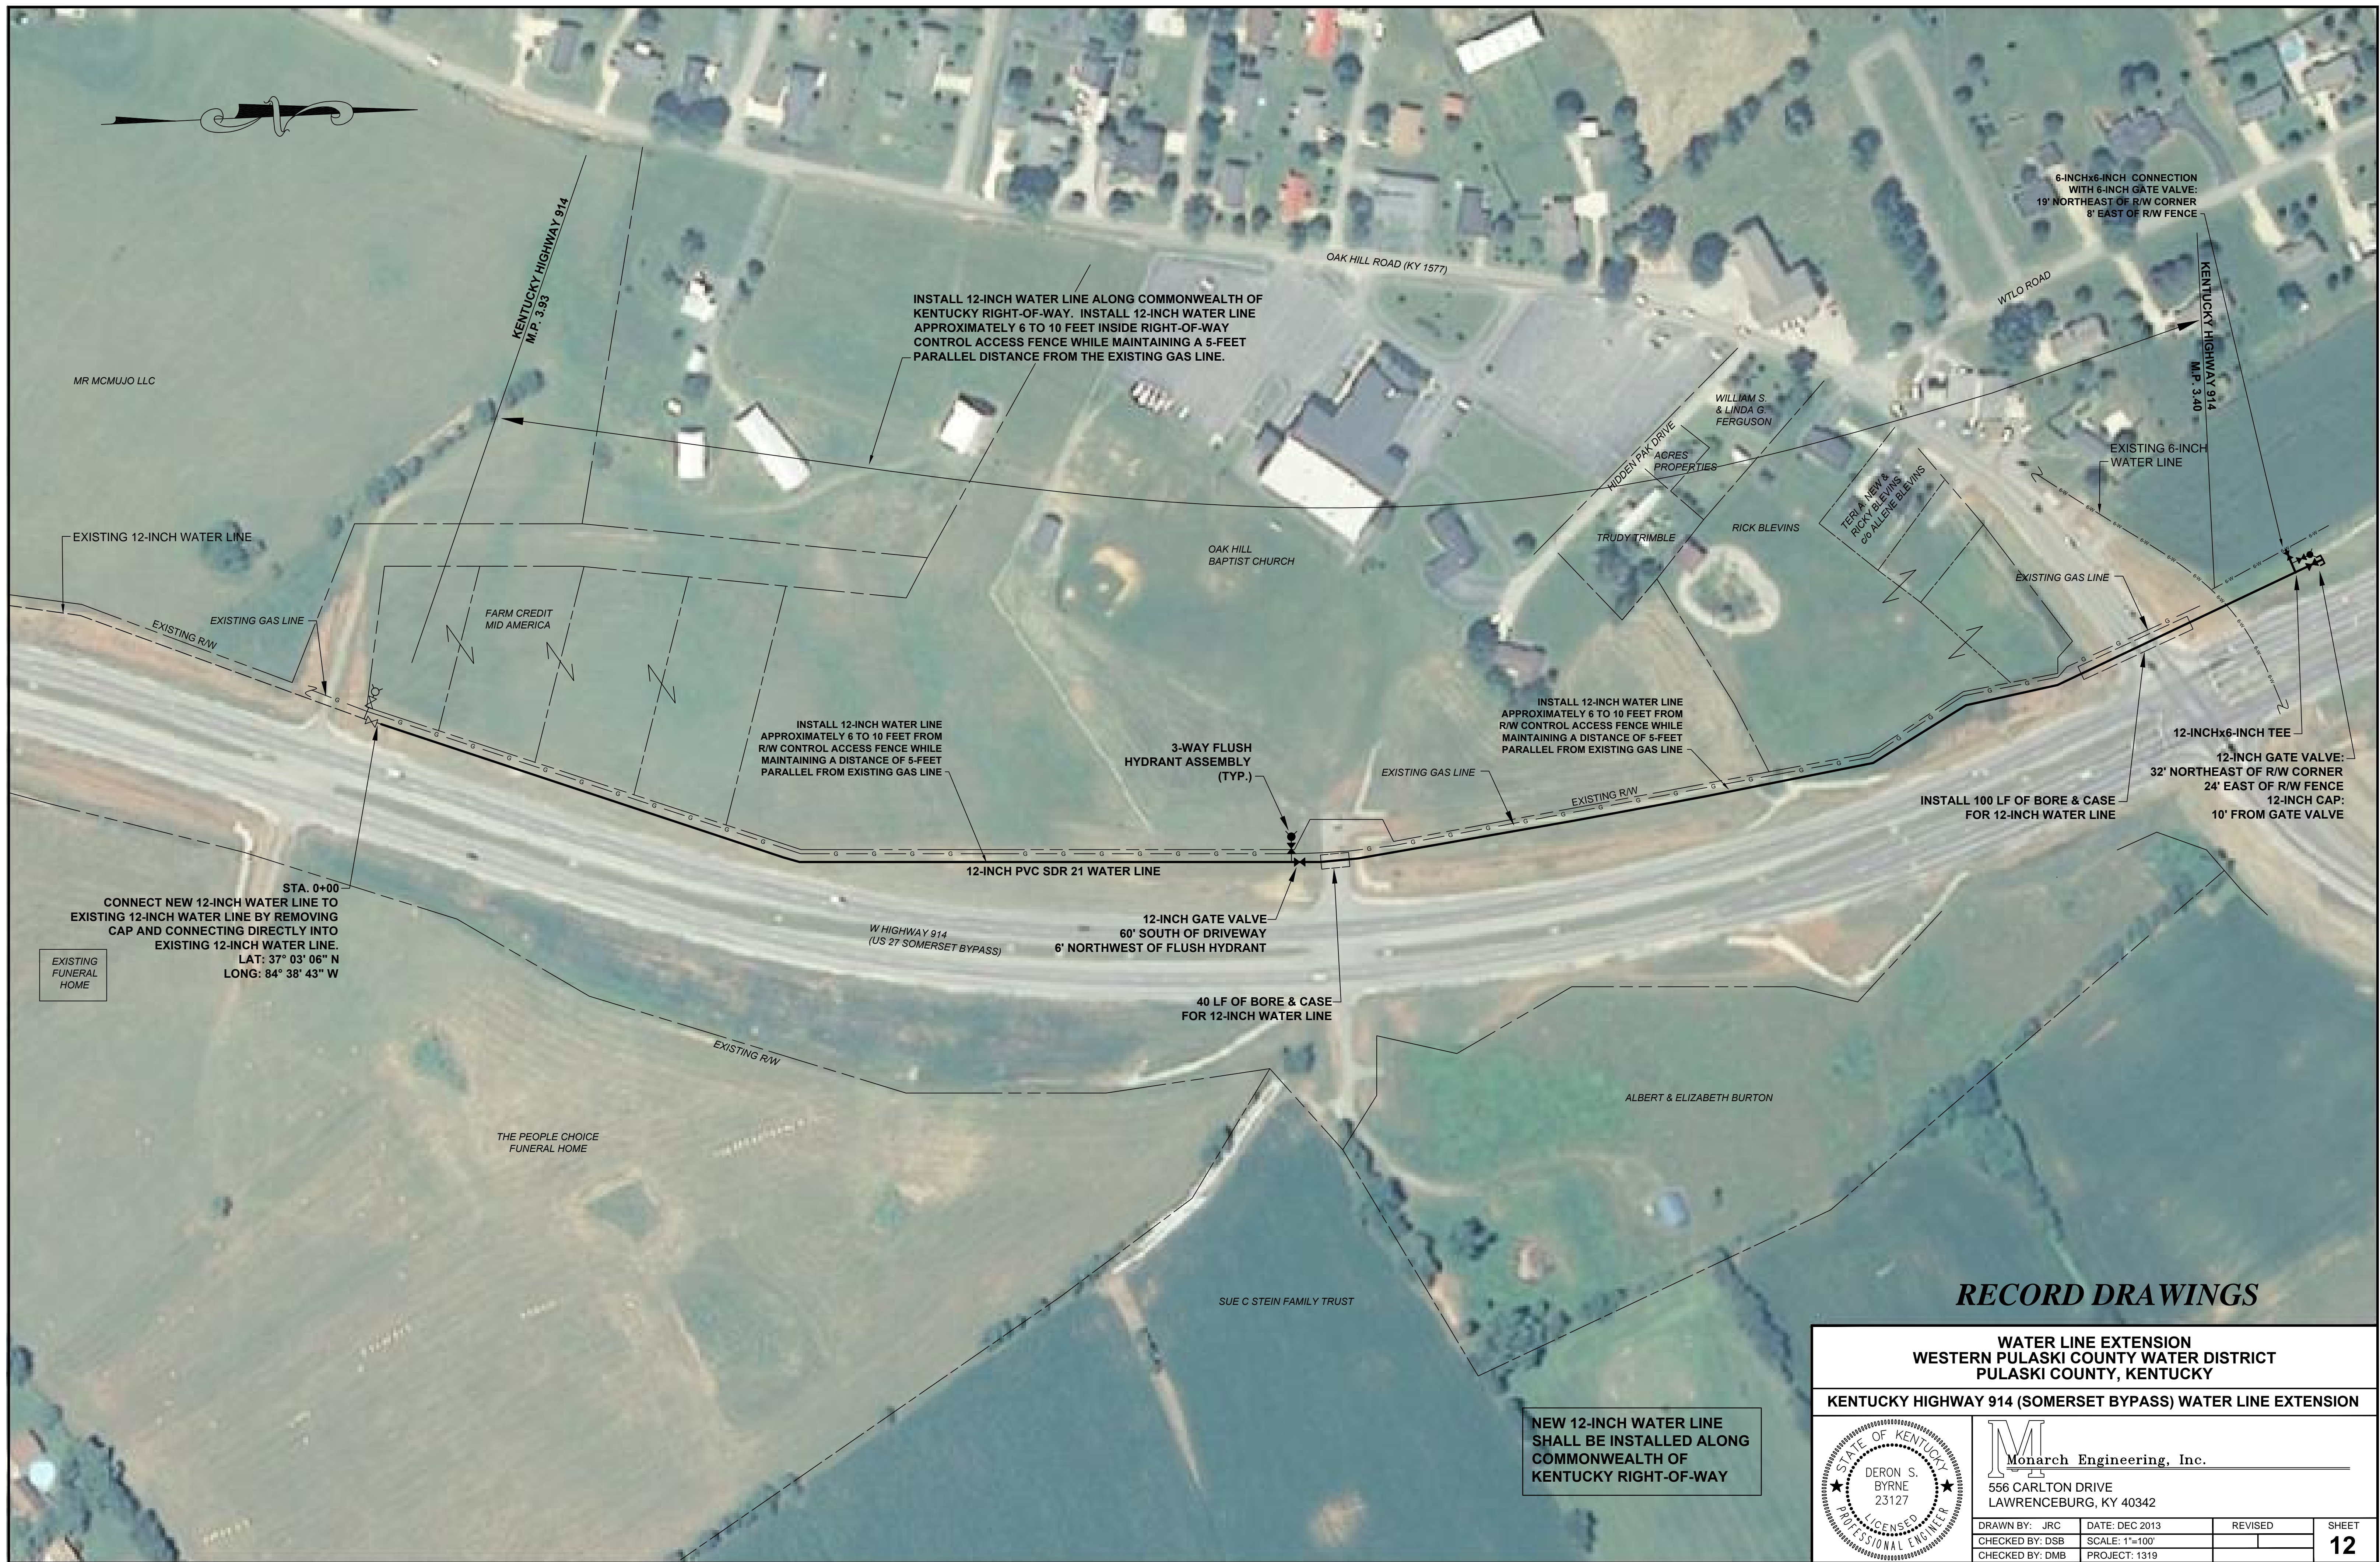 N
KENTUCKY HIGHWAY 914
M.P. 3.93
MR MCMUJO LLC
INSTALL 12-INCH WATER LINE ALONG COMMONWEALTH OF
KENTUCKY RIGHT-OF-WAY. INSTALL 12-INCH WATER LINE
APPROXIMATELY 6 TO 10 FEET INSIDE RIGHT-OF-WAY
CONTROL ACCESS FENCE WHILE MAINTAINING A 5-FEET
PARALLEL DISTANCE FROM THE EXISTING GAS LINE.
OAK HILL ROAD (KY 1577)
6-INCHx6-INCH CONNECTION
WITH 6-INCH GATE VALVE:
19' NORTHEAST OF R/W CORNER
8' EAST OF R/W FENCE
WTLO ROAD
KENTUCKY HIGHWAY 914
M.P. 3.40
WILLIAM S.
& LINDA G.
FERGUSON
HIDDEN PAK DRIVE
ACRES
PROPERTIES
EXISTING 6-INCH
WATER LINE
TERI A. NEW &
RICKY BLEVINS
c/o ALLENE BLEVINS
RICK BLEVINS
TRUDY TRIMBLE
OAK HILL
BAPTIST CHURCH
EXISTING 12-INCH WATER LINE
EXISTING R/W
EXISTING GAS LINE
FARM CREDIT
MID AMERICA
EXISTING GAS LINE
INSTALL 12-INCH WATER LINE
APPROXIMATELY 6 TO 10 FEET FROM
R/W CONTROL ACCESS FENCE WHILE
MAINTAINING A DISTANCE OF 5-FEET
PARALLEL FROM EXISTING GAS LINE
3-WAY FLUSH
HYDRANT ASSEMBLY
(TYP.)
INSTALL 12-INCH WATER LINE
APPROXIMATELY 6 TO 10 FEET FROM
R/W CONTROL ACCESS FENCE WHILE
MAINTAINING A DISTANCE OF 5-FEET
PARALLEL FROM EXISTING GAS LINE
EXISTING GAS LINE
EXISTING R/W
12-INCHx6-INCH TEE
12-INCH GATE VALVE:
32' NORTHEAST OF R/W CORNER
24' EAST OF R/W FENCE
12-INCH CAP:
10' FROM GATE VALVE
INSTALL 100 LF OF BORE & CASE
FOR 12-INCH WATER LINE
12-INCH PVC SDR 21 WATER LINE
STA. 0+00
CONNECT NEW 12-INCH WATER LINE TO
EXISTING 12-INCH WATER LINE BY REMOVING
CAP AND CONNECTING DIRECTLY INTO
EXISTING 12-INCH WATER LINE.
LAT: 37° 03' 06" N
LONG: 84° 38' 43" W
EXISTING
FUNERAL
HOME
W HIGHWAY 914
(US 27 SOMERSET BYPASS)
12-INCH GATE VALVE
60' SOUTH OF DRIVEWAY
6' NORTHWEST OF FLUSH HYDRANT
40 LF OF BORE & CASE
FOR 12-INCH WATER LINE
EXISTING R/W
THE PEOPLE CHOICE
FUNERAL HOME
ALBERT & ELIZABETH BURTON
SUE C STEIN FAMILY TRUST
NEW 12-INCH WATER LINE
SHALL BE INSTALLED ALONG
COMMONWEALTH OF
KENTUCKY RIGHT-OF-WAY
RECORD DRAWINGS
WATER LINE EXTENSION
WESTERN PULASKI COUNTY WATER DISTRICT
PULASKI COUNTY, KENTUCKY
KENTUCKY HIGHWAY 914 (SOMERSET BYPASS) WATER LINE EXTENSION
STATE OF KENTUCKY
DERON S.
BYRNE
23127
LICENSED
PROFESSIONAL ENGINEER
M
Monarch Engineering, Inc.
556 CARLTON DRIVE
LAWRENCEBURG, KY 40342
DRAWN BY: JRC DATE: DEC 2013 REVISED SHEET
CHECKED BY: DSB SCALE: 1"=100' 12
CHECKED BY: DMB PROJECT: 1319